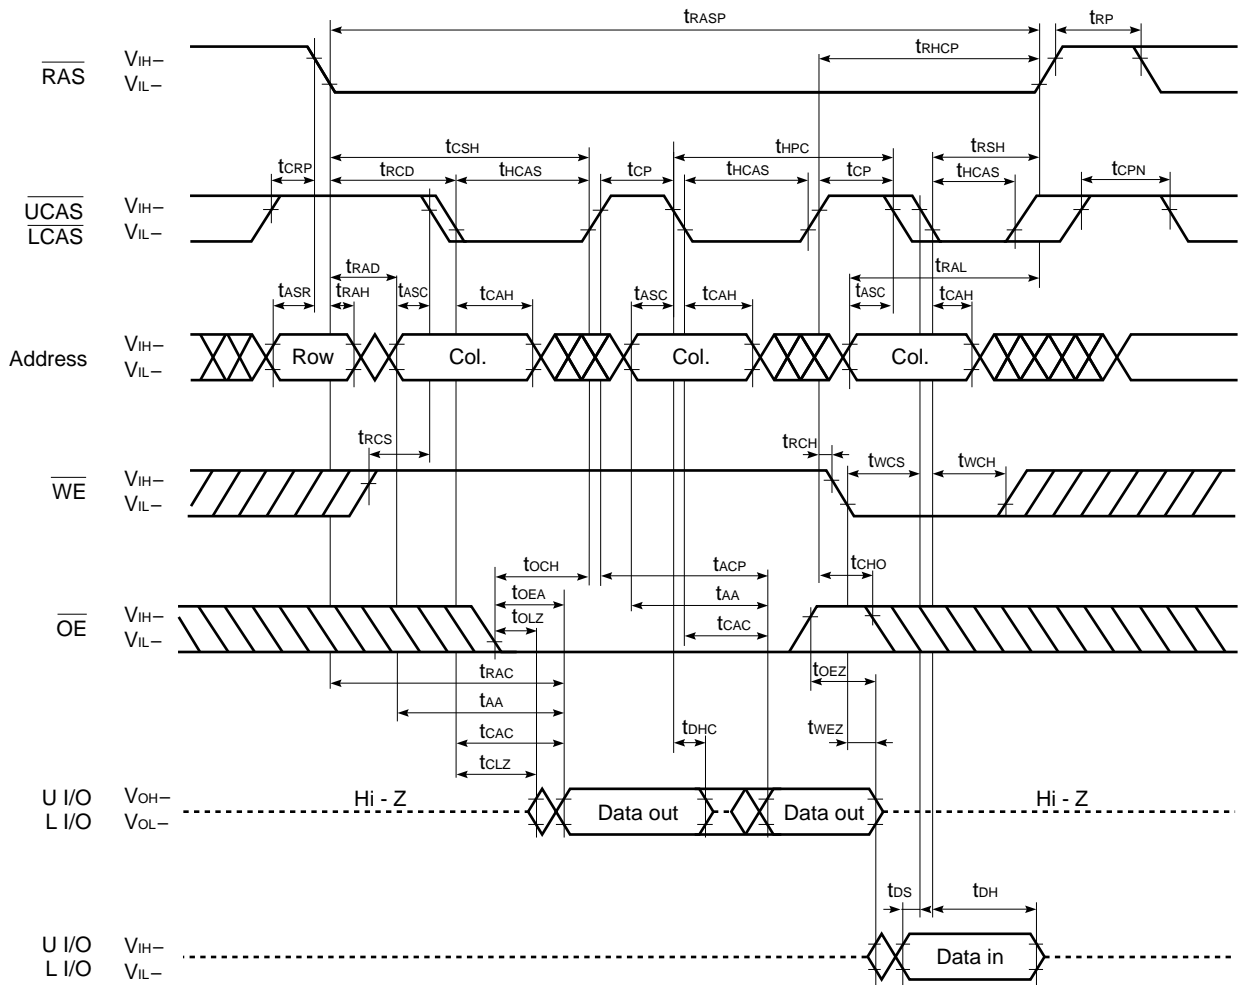 tRASP
tRP
tRHCP
RAS
VIH–
VIL–
tCSH
tHPC
tRSH
tCRP
tRCD
tHCAS
tCP
tHCAS
tCP
tHCAS
tCPN
UCAS
LCAS
VIH–
VIL–
tRAD
tRAL
tASR
tRAH
tASC
tCAH
tASC
tCAH
tASC
tCAH
Address
VIH–
VIL–
Row
Col.
Col.
Col.
tRCS
tRCH
tWCS
tWCH
WE
VIH–
VIL–
tOCH
tACP
tCHO
tOEA
tAA
tOLZ
tCAC
OE
VIH–
VIL–
tRAC
tOEZ
tAA
tCAC
tDHC
tWEZ
tCLZ
U I/O
L I/O
VOH–
VOL–
Hi - Z
Data out
Data out
Hi - Z
tDS
tDH
U I/O
L I/O
VIH–
VIL–
Data in